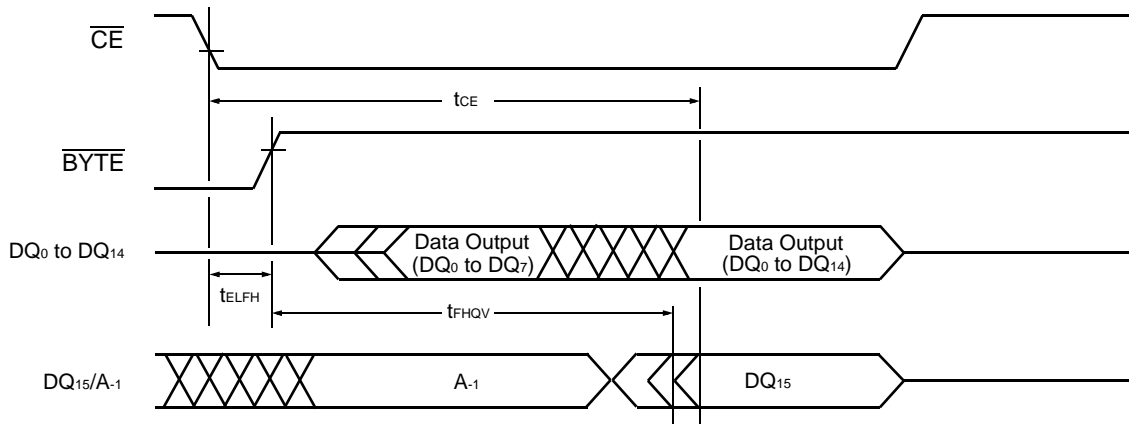 CE
tCE
BYTE
DQ0 to DQ14
Data Output
(DQ0 to DQ7)
Data Output
(DQ0 to DQ14)
tELFH
tFHQV
DQ15/A-1
A-1
DQ15